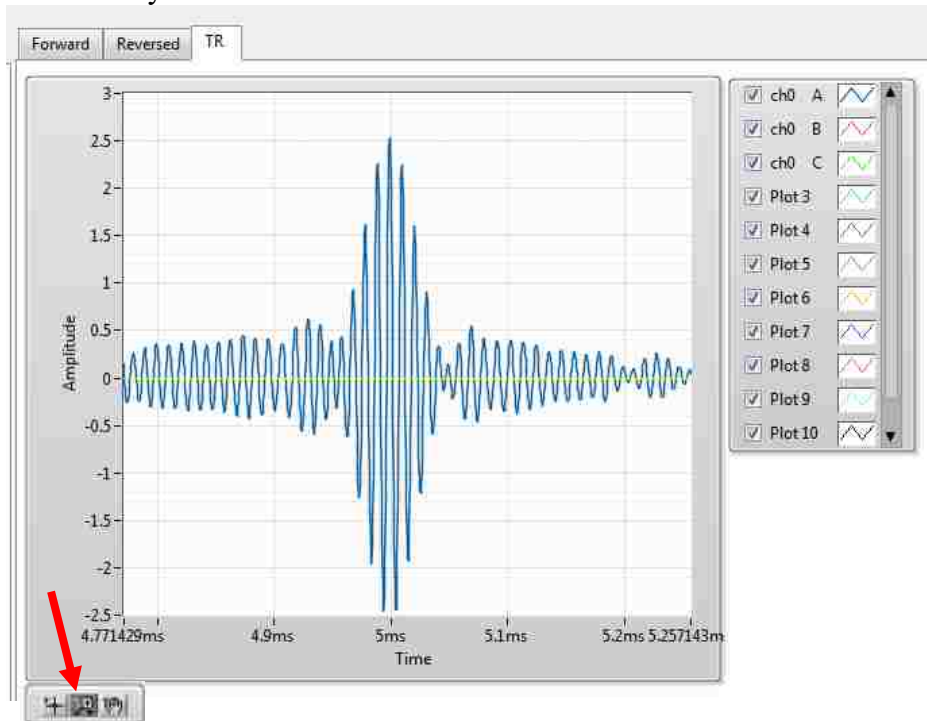 Forward Reversed TR
3
2.5
2
1.5
1
0.5
0
-0.5
-1
-1.5
-2
-2.5
Amplitude
4.771429ms 4.9ms 5ms 5.1ms 5.2ms 5.257143m
Time
ch0 A
ch0 B
ch0 C
Plot 3
Plot 4
Plot 5
Plot 6
Plot 7
Plot 8
Plot 9
Plot 10